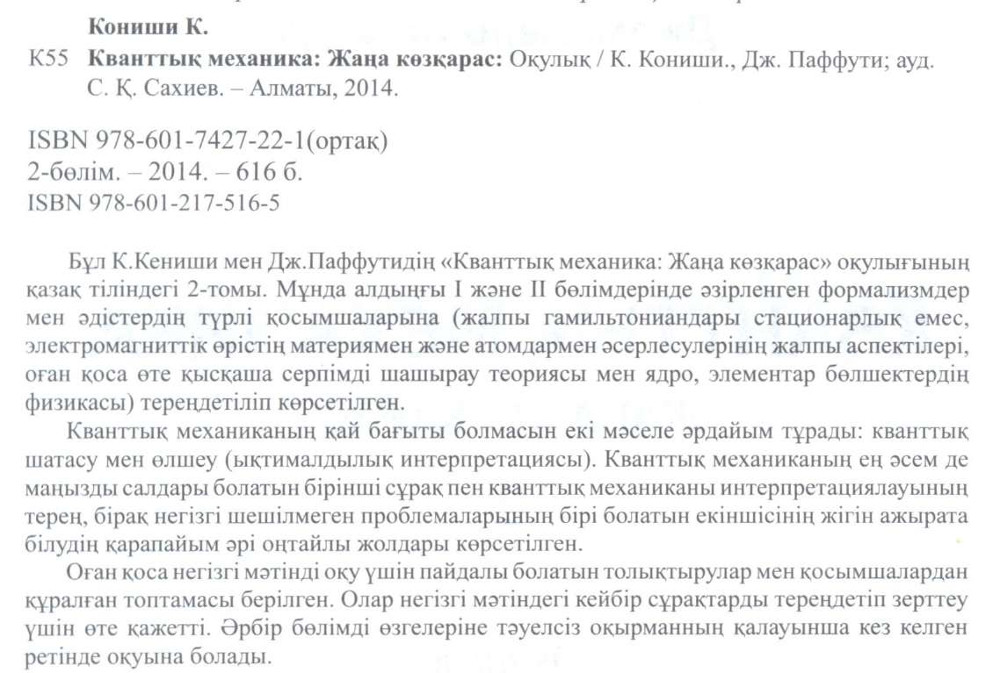 Кониши К.
К55 Кванттық механика: Жаңа көзқарас: Оқулық / К. Кониши., Дж. Паффути; ауд.
С. Қ. Сахиев. – Алматы, 2014.
ISBN 978-601-7427-22-1(ортақ)
2-бөлім. – 2014. – 616 б.
ISBN 978-601-217-516-5
Бұл К.Кениши мен Дж.Паффутидің «Кванттық механика: Жаңа көзқарас» оқулығының
қазақ тіліндегі 2-томы. Мұнда алдыңғы I және II бөлімдерінде әзірленген формализмдер
мен әдістердің түрлі қосымшаларына (жалпы гамильтониандары стационарлық емес,
электромагниттік өрістің материямен және атомдармен әсерлесулерінің жалпы аспектілері,
оған қоса өте қысқаша серпімді шашырау теориясы мен ядро, элементар бөлшектердің
физикасы) тереңдетіліп көрсетілген.
Кванттық механиканың қай бағыты болмасын екі мәселе әрдайым тұрады: кванттық
шатасу мен өлшеу (ықтималдылық интерпретациясы). Кванттық механиканың ең әсем де
маңызды салдары болатын бірінші сұрақ пен кванттық механиканы интерпретациялауының
терең, бірақ негізгі шешілмеген проблемаларының бірі болатын екіншісінің жігін ажырата
білудің қарапайым әрі оңтайлы жолдары көрсетілген.
Оған қоса негізгі мәтінді оқу үшін пайдалы болатын толықтырулар мен қосымшалардан
құралған топтамасы берілген. Олар негізгі мәтіндегі кейбір сұрақтарды тереңдетіп зерттеу
үшін өте қажетті. Әрбір бөлімді өзгелеріне тәуелсіз оқырманның қалауынша кез келген
ретінде оқуына болады.